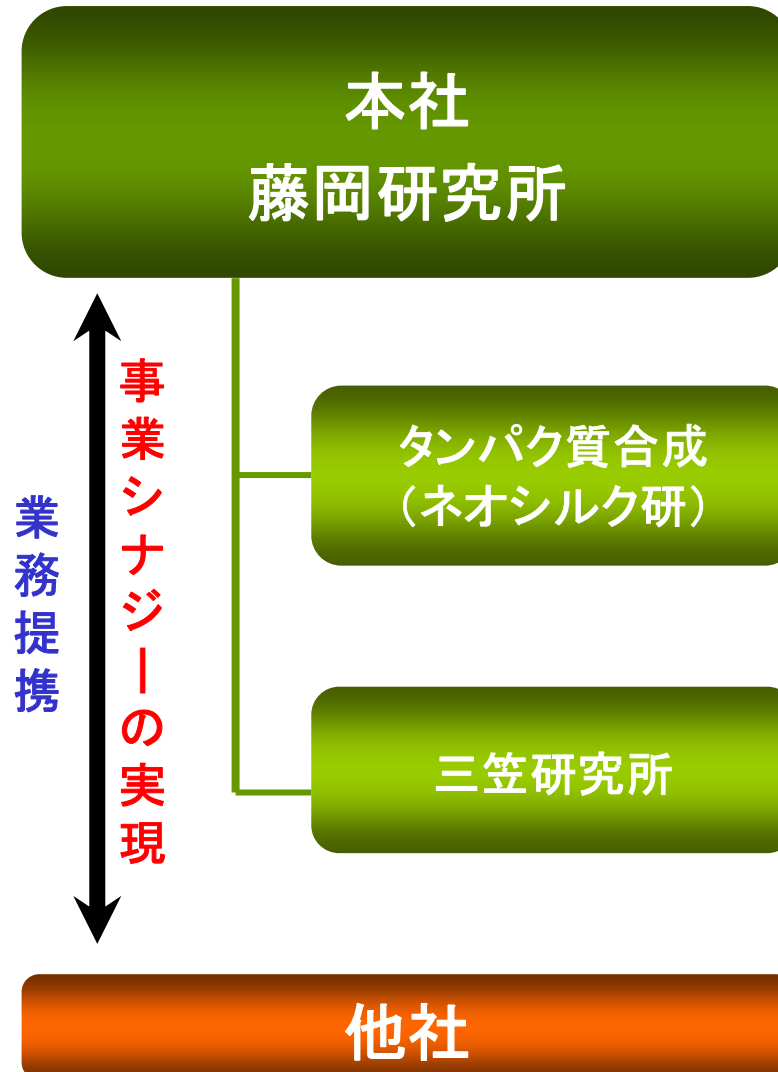 本社
藤岡研究所
事業シナジーの実現
業務提携
タンパク質合成
（ネオシルク研）
三笠研究所
他社